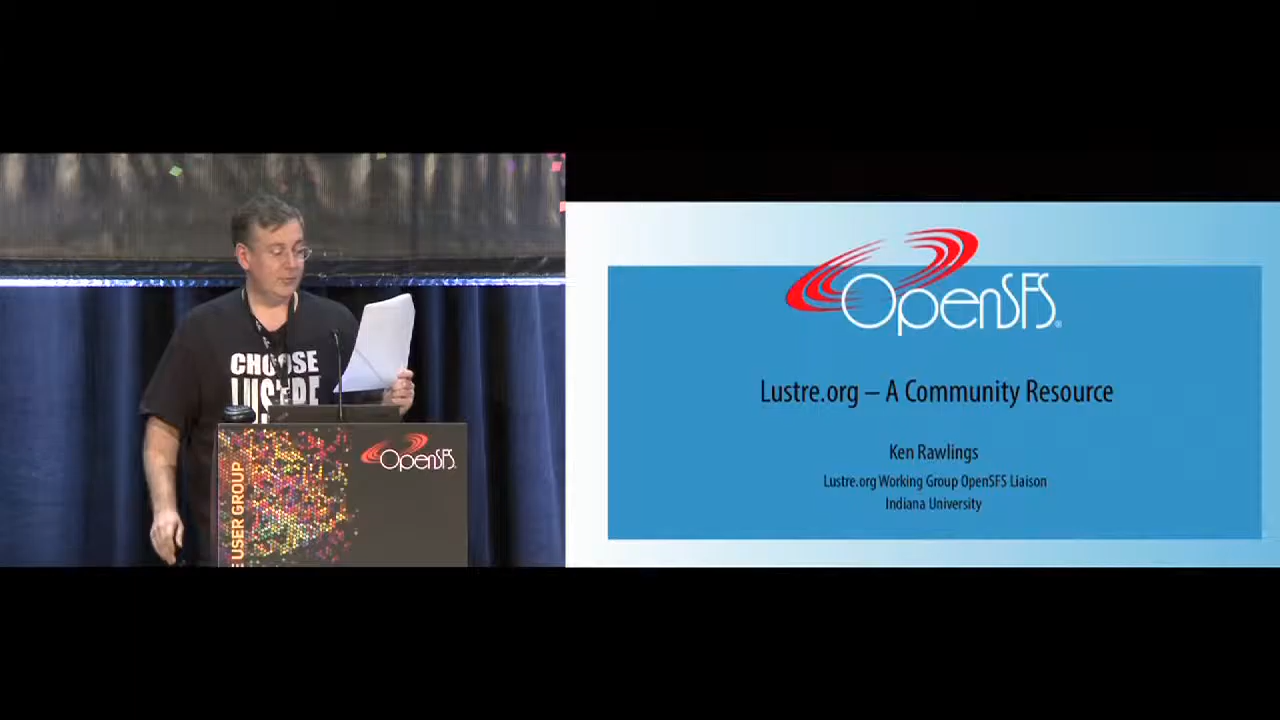 CHOOSE
LUSTRE
OpenSFS.
E USER GROUP
OpenSFS®
Lustre.org – A Community Resource
Ken Rawlings
Lustre.org Working Group OpenSFS Liaison
Indiana University